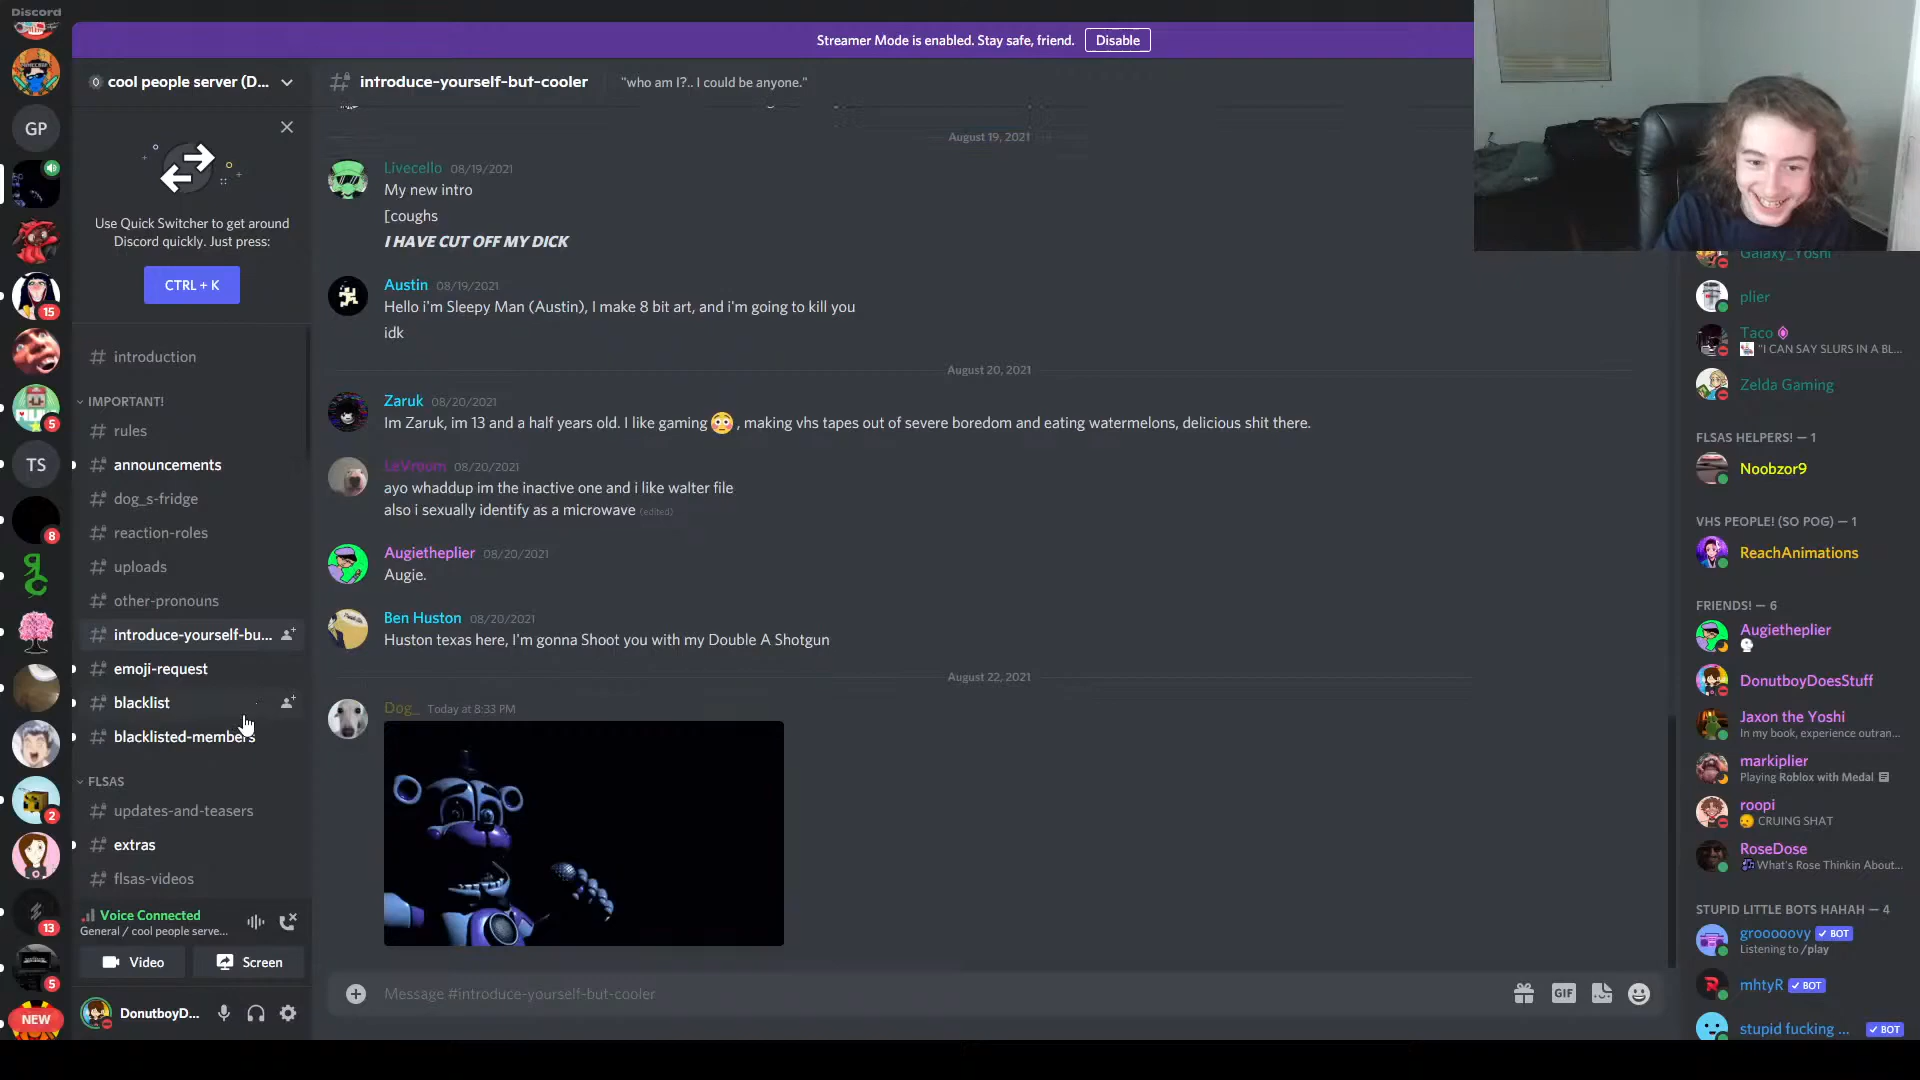 Discord
Streamer Mode is enabled. Stay safe, friend.
Disable
cool people server (D...
introduce-yourself-but-cooler
"who am I?.. I could be anyone."
GP
15
5
TS
8
2
13
5
NEW
Use Quick Switcher to get around
Discord quickly. Just press:
CTRL + K
introduction
IMPORTANT!
rules
announcements
dog_s-fridge
reaction-roles
uploads
other-pronouns
introduce-yourself-bu...
emoji-request
blacklist
blacklisted-members
FLSAS
updates-and-teasers
extras
flsas-videos
Voice Connected
General / cool people serve...
Video
Screen
DonutboyD...
August 19, 2021
Livecello 08/19/2021
My new intro
[coughs
I HAVE CUT OFF MY DICK
Austin 08/19/2021
Hello i'm Sleepy Man (Austin), I make 8 bit art, and i'm going to kill you
idk
August 20, 2021
Zaruk 08/20/2021
Im Zaruk, im 13 and a half years old. I like gaming , making vhs tapes out of severe boredom and eating watermelons, delicious shit there.
LeVroum 08/20/2021
ayo whaddup im the inactive one and i like walter file
also i sexually identify as a microwave (edited)
Augietheplier 08/20/2021
Augie.
Ben Huston 08/20/2021
Huston texas here, I'm gonna Shoot you with my Double A Shotgun
August 22, 2021
Dog_ Today at 8:33 PM
Message #introduce-yourself-but-cooler
GIF
Galaxy_Yoshi
plier
Taco
"I CAN SAY SLURS IN A BL...
Zelda Gaming
FLSAS HELPERS! — 1
Noobzor9
VHS PEOPLE! (SO POG) — 1
ReachAnimations
FRIENDS! — 6
Augietheplier
DonutboyDoesStuff
Jaxon the Yoshi
In my book, experience outran...
markiplier
Playing Roblox with Medal
roopi
CRUING SHAT
RoseDose
What's Rose Thinkin About...
STUPID LITTLE BOTS HAHAH — 4
grooooovy BOT
Listening to /play
mhtyR BOT
stupid fucking ... BOT